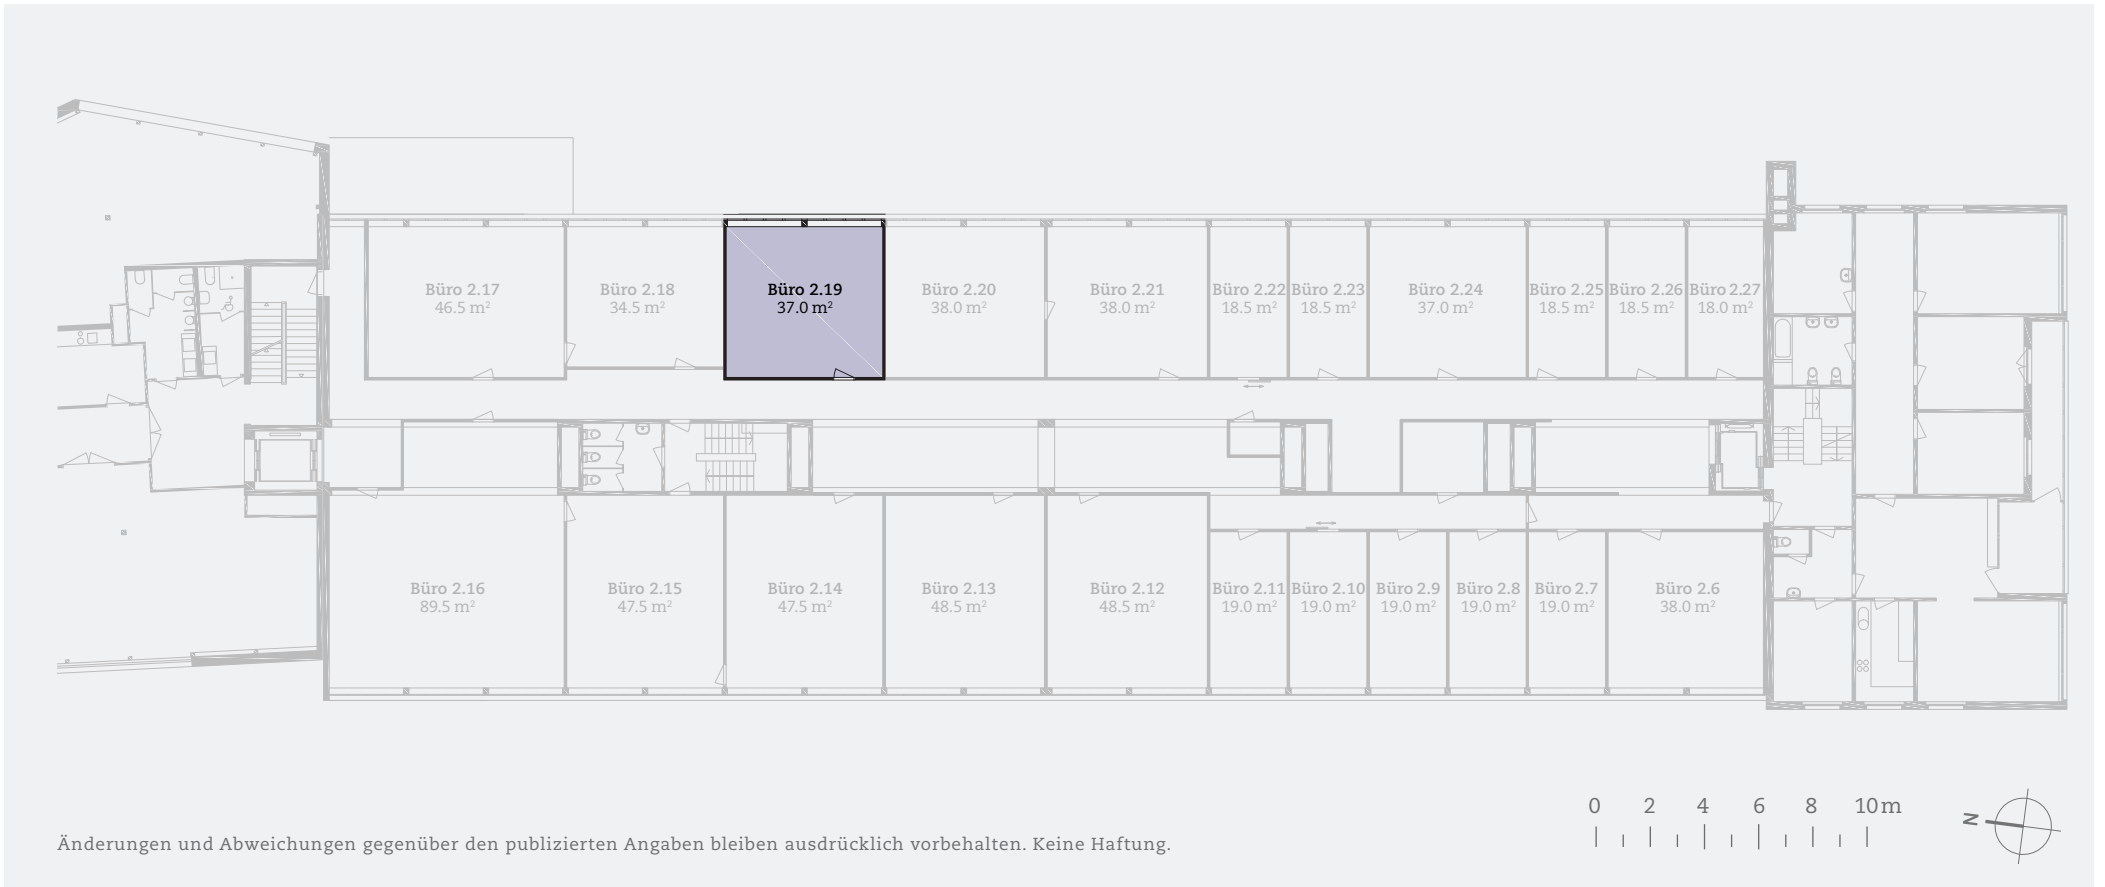 Büro 2.17
46.5 m²
Büro 2.18
34.5 m²
Büro 2.19
37.0 m²
Büro 2.20
38.0 m²
Büro 2.21
38.0 m²
Büro 2.22
18.5 m²
Büro 2.23
18.5 m²
Büro 2.24
37.0 m²
Büro 2.25
18.5 m²
Büro 2.26
18.5 m²
Büro 2.27
18.0 m²
Büro 2.16
89.5 m²
Büro 2.15
47.5 m²
Büro 2.14
47.5 m²
Büro 2.13
48.5 m²
Büro 2.12
48.5 m²
Büro 2.11
19.0 m²
Büro 2.10
19.0 m²
Büro 2.9
19.0 m²
Büro 2.8
19.0 m²
Büro 2.7
19.0 m²
Büro 2.6
38.0 m²
0 2 4 6 8 10 m
N
Änderungen und Abweichungen gegenüber den publizierten Angaben bleiben ausdrücklich vorbehalten. Keine Haftung.